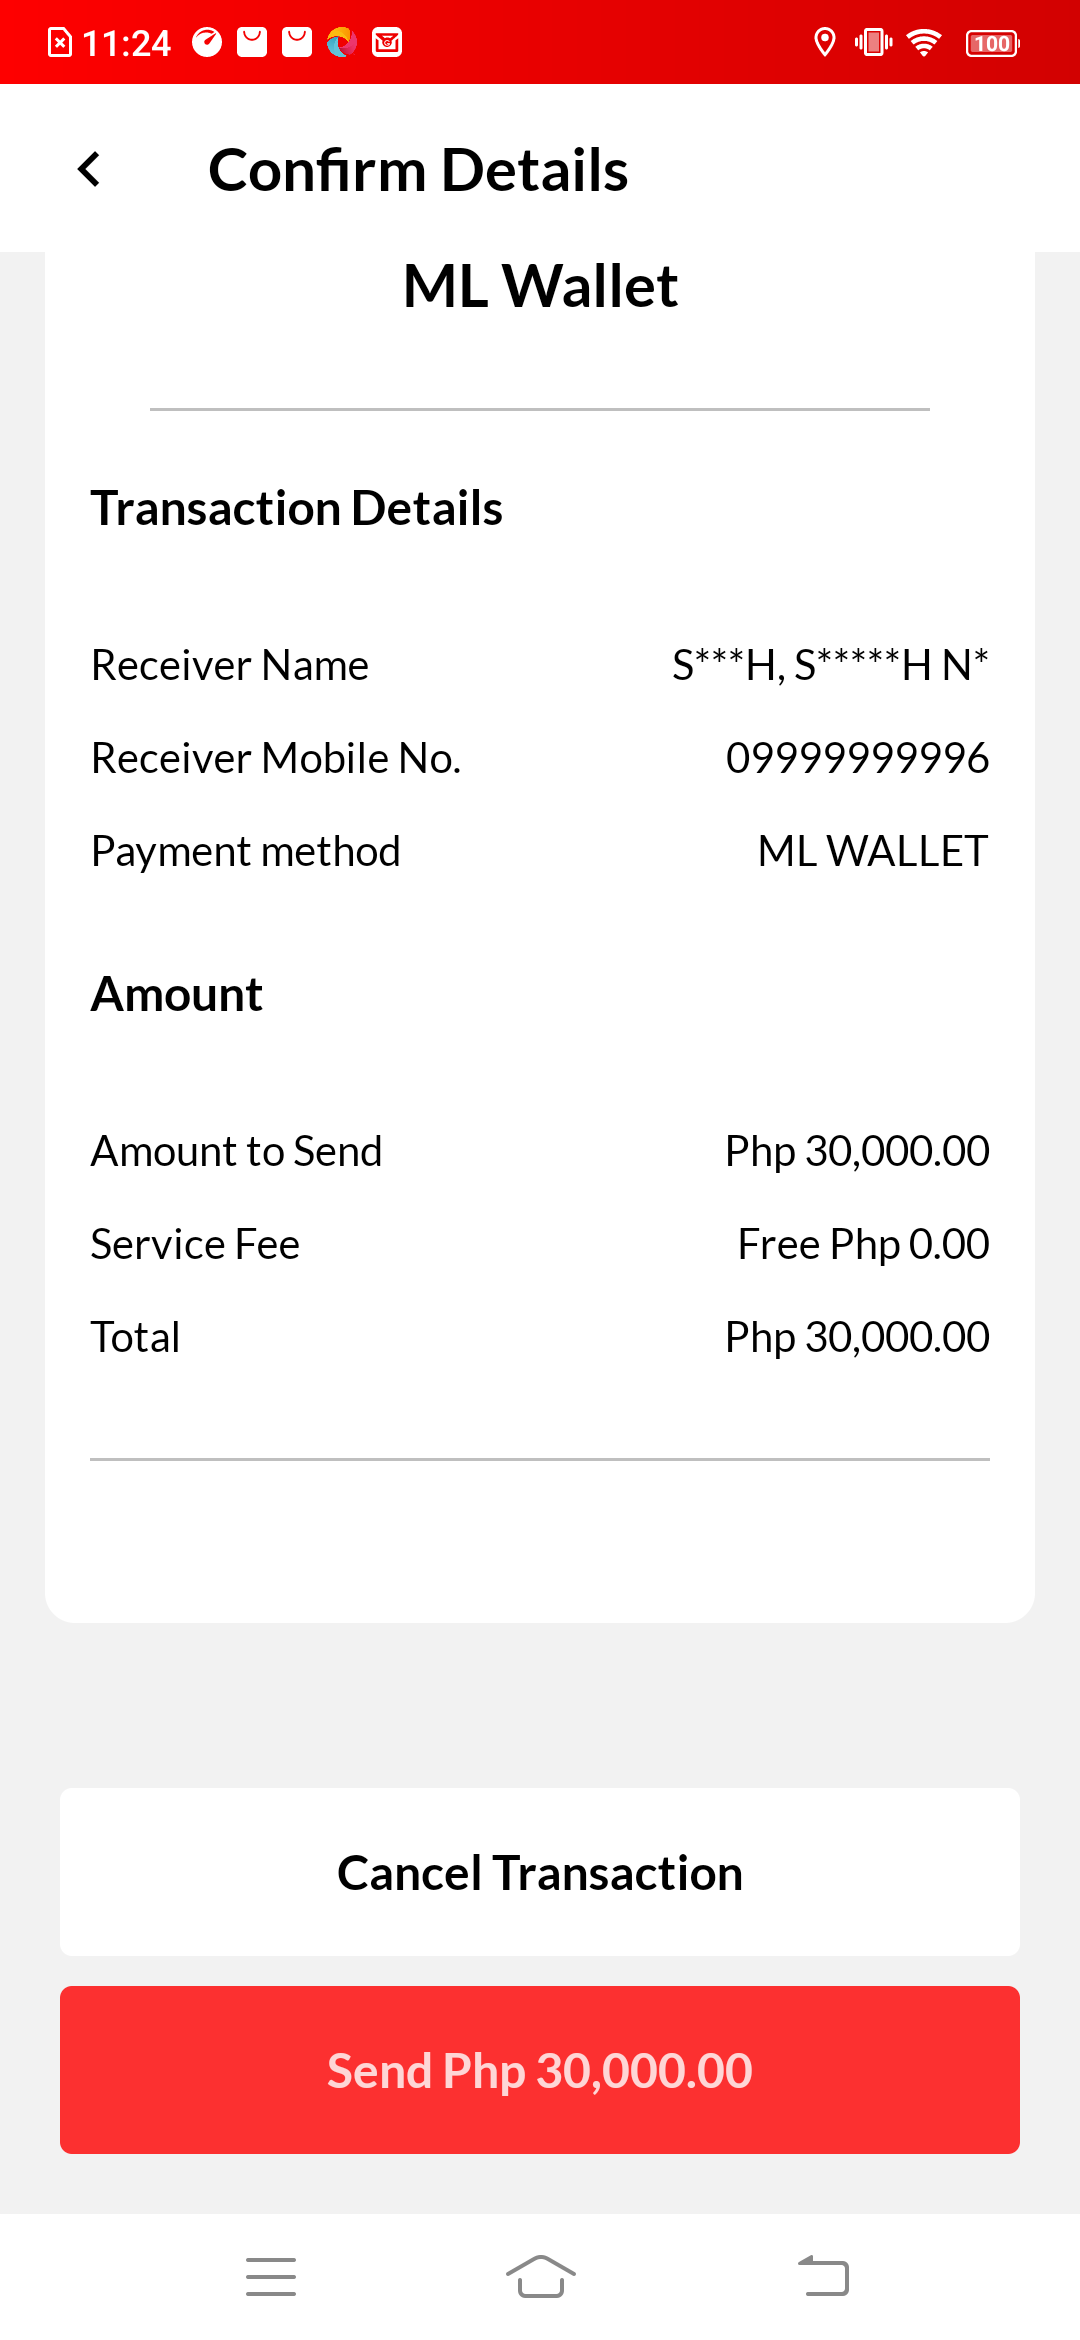 11:24
100
Confirm Details
ML Wallet
Transaction Details
Receiver Name S***H, S*****H N*
Receiver Mobile No. 09999999996
Payment method ML WALLET
Amount
Amount to Send Php 30,000.00
Service Fee Free Php 0.00
Total Php 30,000.00
Cancel Transaction
Send Php 30,000.00